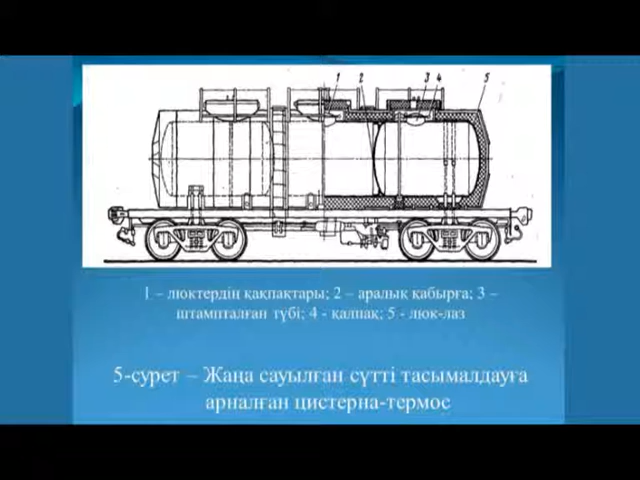 1 2 3 4 5
1 – люктердің қақпақтары; 2 – аралық қабырға; 3 –
штампталған түбі; 4 - қалпақ; 5 - люк-лаз
5-сурет – Жаңа сауылған сүтті тасымалдауға
арналған цистерна-термос